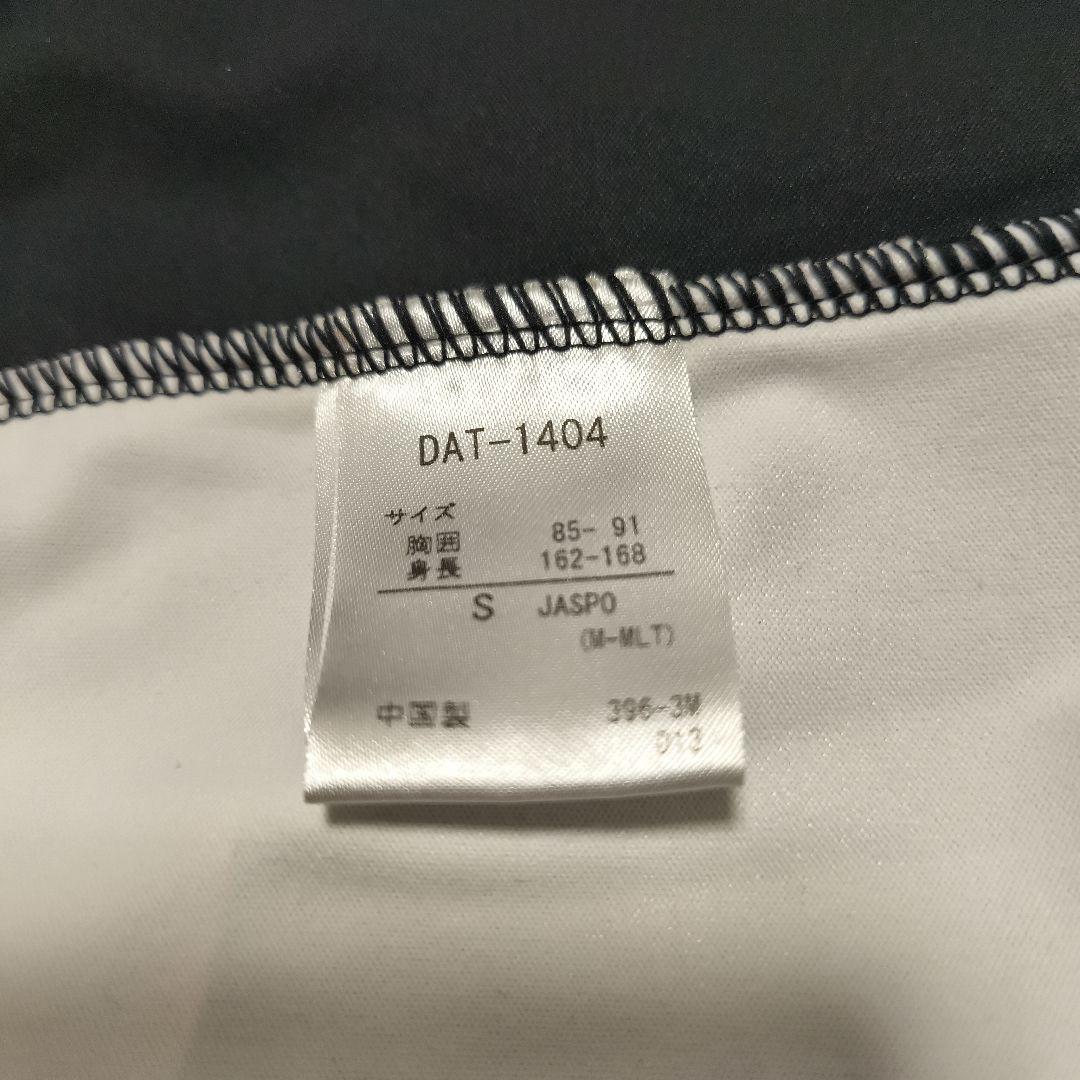 DAT-1404
サイズ
胸囲 85- 91
身長 162-168
S JASPO
(M-MLT)
中国製 396-3M
D13